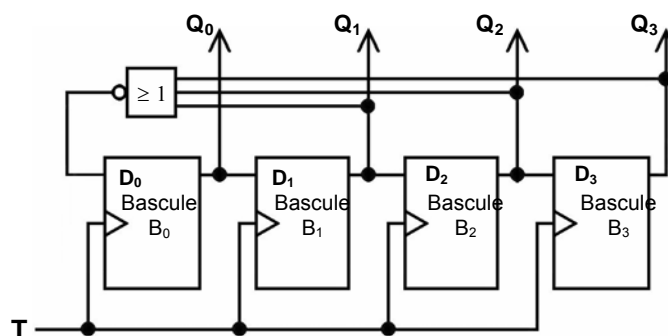 Q0 Q1 Q2 Q3
≥ 1
D0 D1 D2 D3
Bascule Bascule Bascule Bascule
B0 B1 B2 B3
T